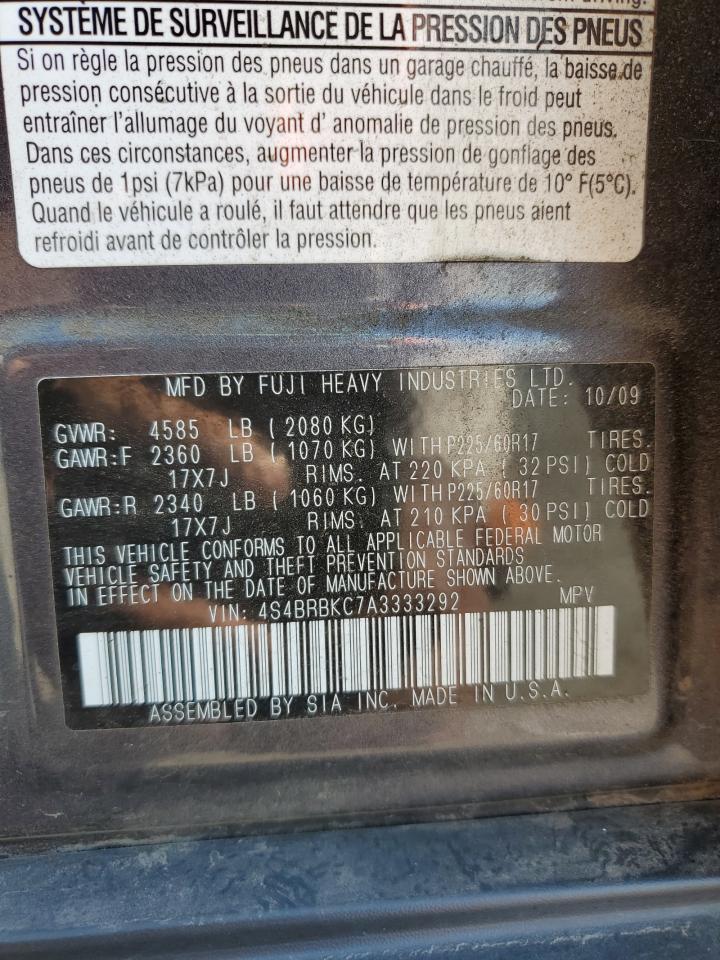 driving.
SYSTÈME DE SURVEILLANCE DE LA PRESSION DES PNEUS
Si on règle la pression des pneus dans un garage chauffé, la baisse de
pression consécutive à la sortie du véhicule dans le froid peut
entraîner l'allumage du voyant d' anomalie de pression des pneus.
Dans ces circonstances, augmenter la pression de gonflage des
pneus de 1psi (7kPa) pour une baisse de température de 10° F(5°C).
Quand le véhicule a roulé, il faut attendre que les pneus aient
refroidi avant de contrôler la pression.
MFD BY FUJI HEAVY INDUSTRIES LTD.
DATE: 10/09
GVWR: 4585 LB ( 2080 KG)
GAWR:F 2360 LB ( 1070 KG) WITH P225/60R17 TIRES.
17X7J RIMS. AT 220 KPA ( 32 PSI) COLD
GAWR:R 2340 LB ( 1060 KG) WITH P225/60R17 TIRES.
17X7J RIMS. AT 210 KPA ( 30 PSI) COLD
THIS VEHICLE CONFORMS TO ALL APPLICABLE FEDERAL MOTOR
VEHICLE SAFETY AND THEFT PREVENTION STANDARDS
IN EFFECT ON THE DATE OF MANUFACTURE SHOWN ABOVE.
VIN: 4S4BRBKC7A3333292 MPV
ASSEMBLED BY SIA INC. MADE IN U.S.A.